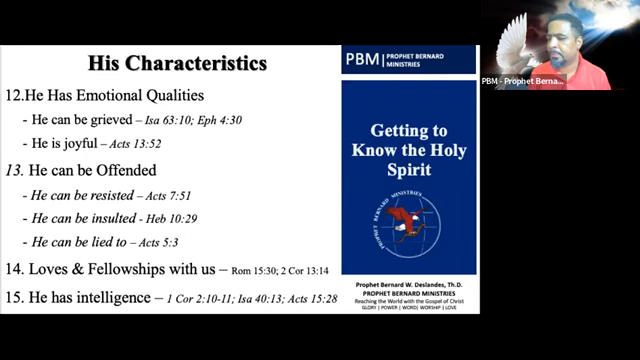 His Characteristics
12.He Has Emotional Qualities
- He can be grieved – Isa 63:10; Eph 4:30
- He is joyful – Acts 13:52
13. He can be Offended
- He can be resisted – Acts 7:51
- He can be insulted - Heb 10:29
- He can be lied to – Acts 5:3
14. Loves & Fellowships with us – Rom 15:30; 2 Cor 13:14
15. He has intelligence – 1 Cor 2:10-11; Isa 40:13; Acts 15:28
PBM | PROPHET BERNARD
MINISTRIES
Getting to
Know the Holy
Spirit
PROPHET BERNARD MINISTRIES
Prophet Bernard W. Deslandes, Th.D.
PROPHET BERNARD MINISTRIES
Reaching the World with the Gospel of Christ
GLORY | POWER | WORD| WORSHIP | LOVE
PBM - Prophet Berna...